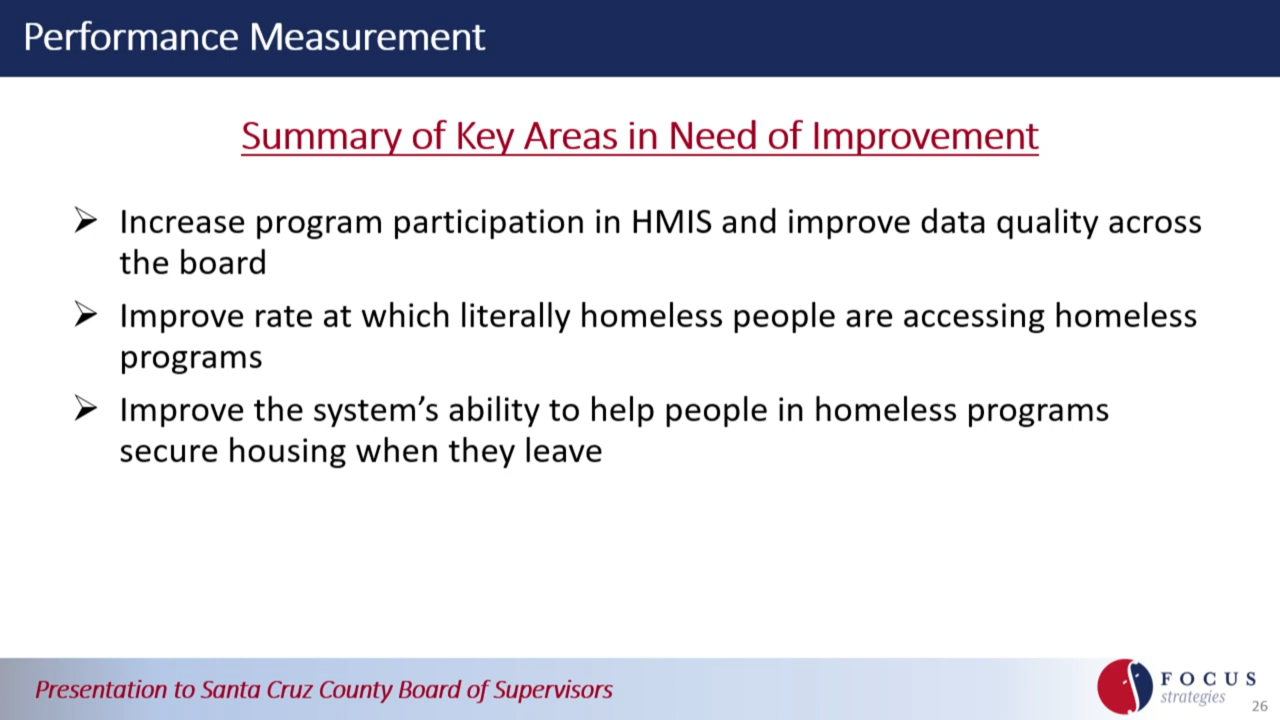 Performance Measurement
Summary of Key Areas in Need of Improvement
Increase program participation in HMIS and improve data quality across
the board
Improve rate at which literally homeless people are accessing homeless
programs
Improve the system’s ability to help people in homeless programs
secure housing when they leave
Presentation to Santa Cruz County Board of Supervisors
FOCUS
strategies
26